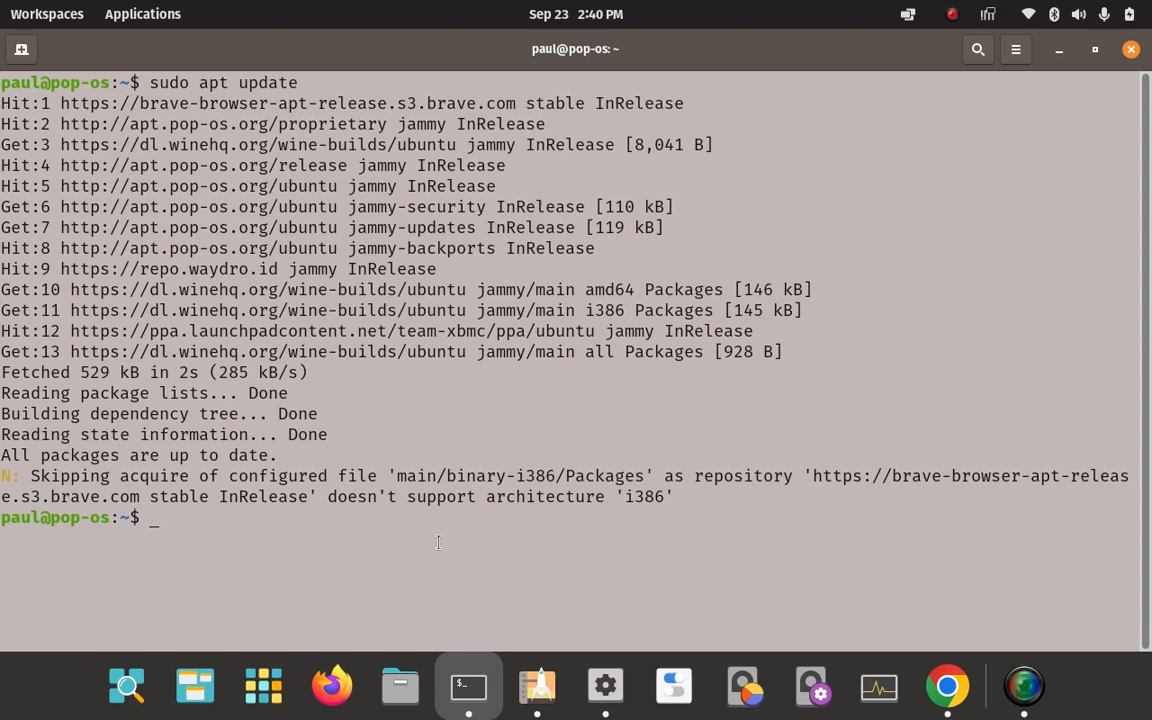 Workspaces Applications Sep 23 2:40 PM
paul@pop-os: ~
paul@pop-os:~$ sudo apt update
Hit:1 https://brave-browser-apt-release.s3.brave.com stable InRelease
Hit:2 http://apt.pop-os.org/proprietary jammy InRelease
Get:3 https://dl.winehq.org/wine-builds/ubuntu jammy InRelease [8,041 B]
Hit:4 http://apt.pop-os.org/release jammy InRelease
Hit:5 http://apt.pop-os.org/ubuntu jammy InRelease
Get:6 http://apt.pop-os.org/ubuntu jammy-security InRelease [110 kB]
Get:7 http://apt.pop-os.org/ubuntu jammy-updates InRelease [119 kB]
Hit:8 http://apt.pop-os.org/ubuntu jammy-backports InRelease
Hit:9 https://repo.waydro.id jammy InRelease
Get:10 https://dl.winehq.org/wine-builds/ubuntu jammy/main amd64 Packages [146 kB]
Get:11 https://dl.winehq.org/wine-builds/ubuntu jammy/main i386 Packages [145 kB]
Hit:12 https://ppa.launchpadcontent.net/team-xbmc/ppa/ubuntu jammy InRelease
Get:13 https://dl.winehq.org/wine-builds/ubuntu jammy/main all Packages [928 B]
Fetched 529 kB in 2s (285 kB/s)
Reading package lists... Done
Building dependency tree... Done
Reading state information... Done
All packages are up to date.
N: Skipping acquire of configured file 'main/binary-i386/Packages' as repository 'https://brave-browser-apt-releas
e.s3.brave.com stable InRelease' doesn't support architecture 'i386'
paul@pop-os:~$ _